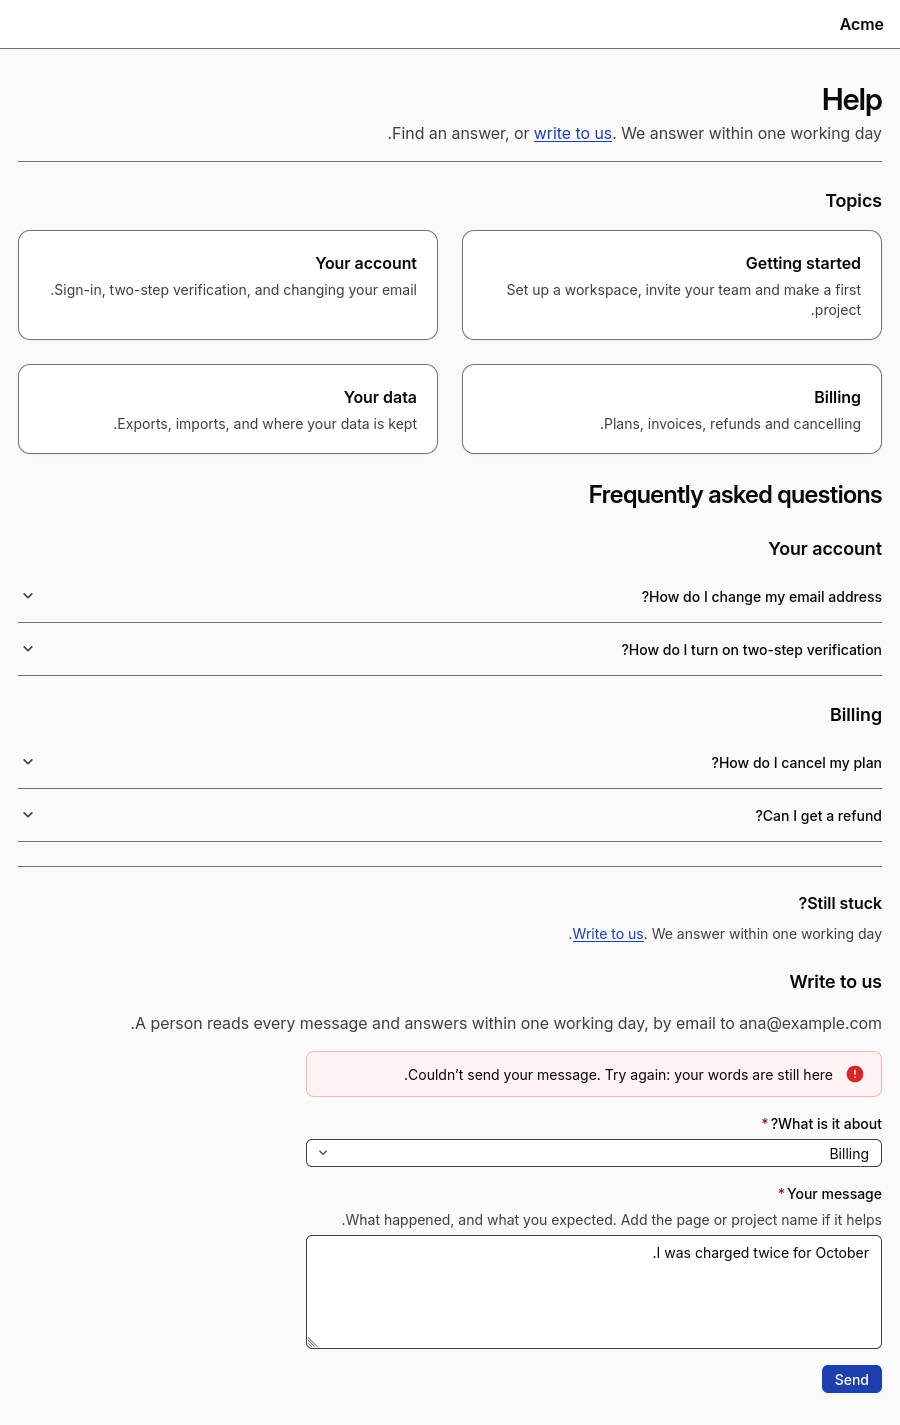 Acme
Help
.Find an answer, or write to us. We answer within one working day
Topics
Getting started
Set up a workspace, invite your team and make a first
.project
Your account
.Sign-in, two-step verification, and changing your email
Billing
.Plans, invoices, refunds and cancelling
Your data
.Exports, imports, and where your data is kept
Frequently asked questions
Your account
?How do I change my email address
?How do I turn on two-step verification
Billing
?How do I cancel my plan
?Can I get a refund
?Still stuck
.Write to us. We answer within one working day
Write to us
.A person reads every message and answers within one working day, by email to ana@example.com
.Couldn’t send your message. Try again: your words are still here
* ?What is it about
Billing
* Your message
.What happened, and what you expected. Add the page or project name if it helps
.I was charged twice for October
Send